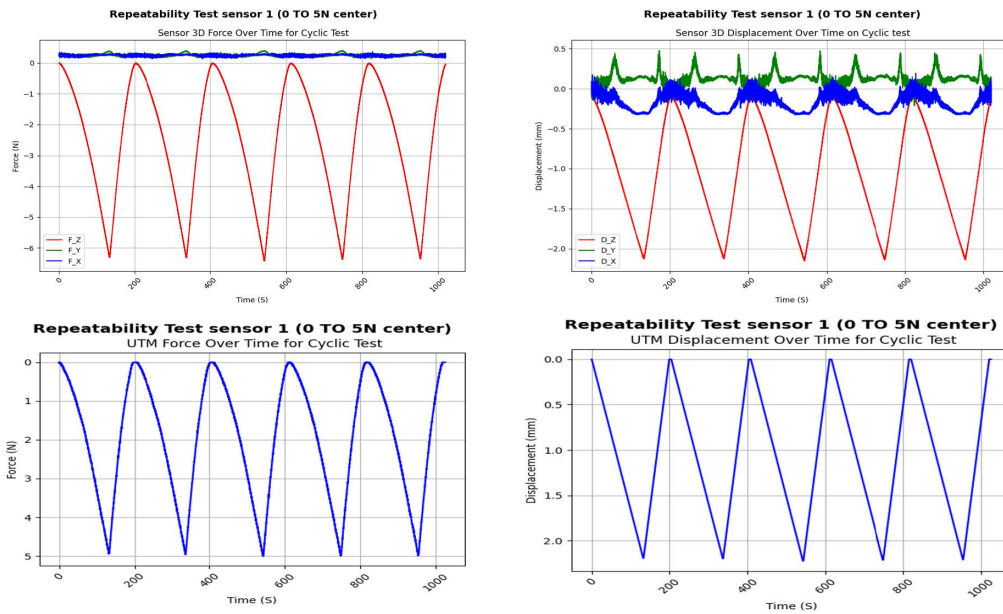 Repeatability Test sensor 1 (0 TO 5N center)
Sensor 3D Force Over Time for Cyclic Test
Force (N)
0
−1
−2
−3
−4
−5
−6
F_Z
F_Y
F_X
0
200
400
600
800
1000
Time (S)
Repeatability Test sensor 1 (0 TO 5N center)
Sensor 3D Displacement Over Time on Cyclic test
Displacement (mm)
0.5
0.0
−0.5
−1.0
−1.5
−2.0
D_Z
D_Y
D_X
0
200
400
600
800
1000
Time (S)
Repeatability Test sensor 1 (0 TO 5N center)
UTM Force Over Time for Cyclic Test
Force (N)
0
1
2
3
4
5
0
200
400
600
800
1000
Time (S)
Repeatability Test sensor 1 (0 TO 5N center)
UTM Displacement Over Time for Cyclic Test
Displacement (mm)
0.0
0.5
1.0
1.5
2.0
0
200
400
600
800
1000
Time (S)